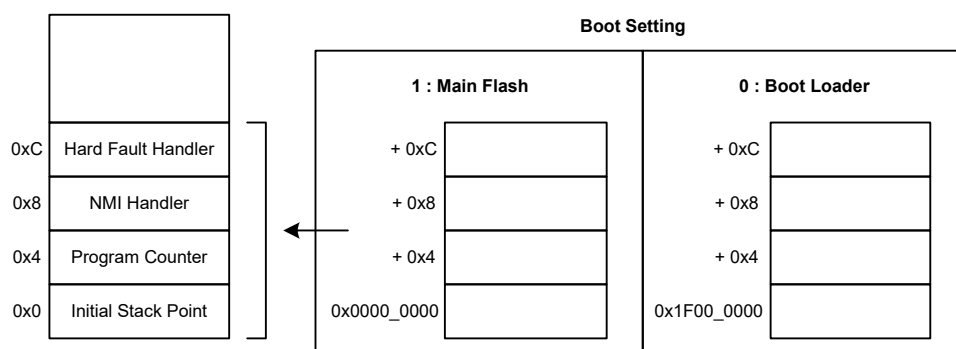 Boot Setting
1 : Main Flash
0 : Boot Loader
0xC Hard Fault Handler + 0xC + 0xC
0x8 NMI Handler + 0x8 + 0x8
0x4 Program Counter + 0x4 + 0x4
0x0 Initial Stack Point 0x0000_0000 0x1F00_0000